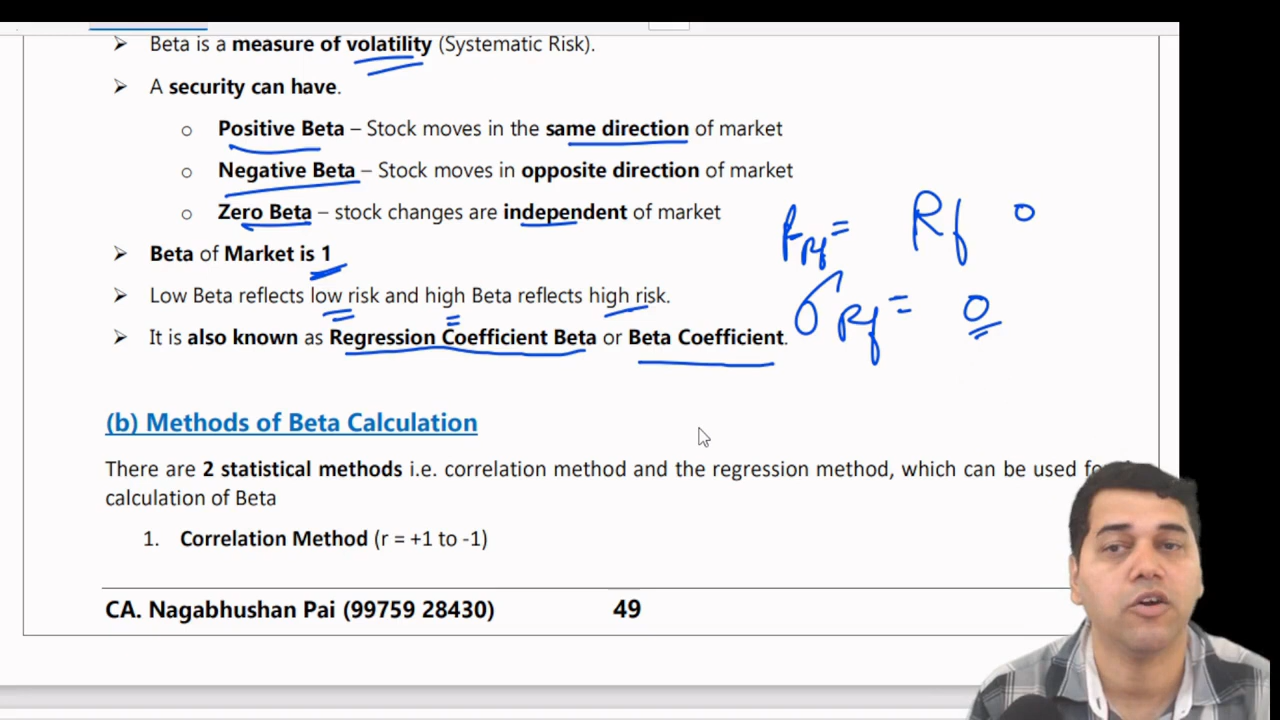 ➢ Beta is a measure of volatility (Systematic Risk).
➢ A security can have.
o Positive Beta – Stock moves in the same direction of market
o Negative Beta – Stock moves in opposite direction of market
o Zero Beta – stock changes are independent of market
Rf 0
➢ Beta of Market is 1
➢ Low Beta reflects low risk and high Beta reflects high risk.
σRf = 0
➢ It is also known as Regression Coefficient Beta or Beta Coefficient.
(b) Methods of Beta Calculation
There are 2 statistical methods i.e. correlation method and the regression method, which can be used
calculation of Beta
1. Correlation Method (r = +1 to -1)
CA. Nagabhushan Pai (99759 28430) 49